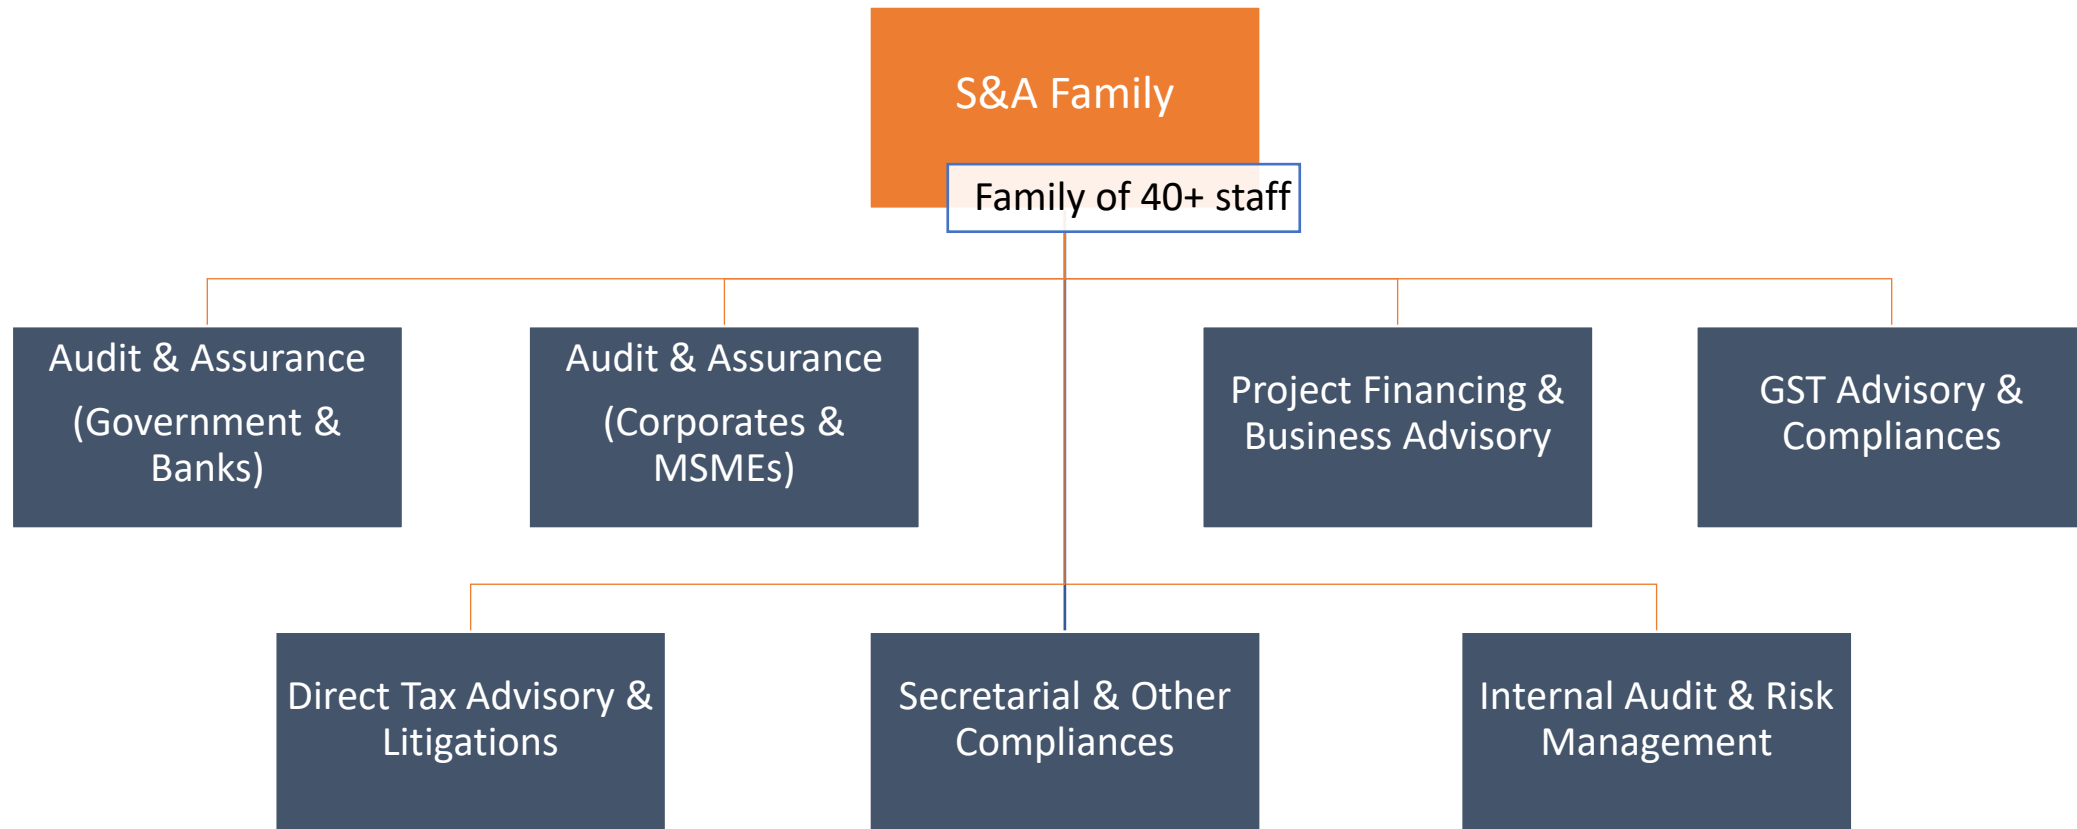 S&A Family
Family of 40+ staff
Audit & Assurance
(Government &
Banks)
Audit & Assurance
(Corporates &
MSMEs)
Project Financing &
Business Advisory
GST Advisory &
Compliances
Direct Tax Advisory &
Litigations
Secretarial & Other
Compliances
Internal Audit & Risk
Management